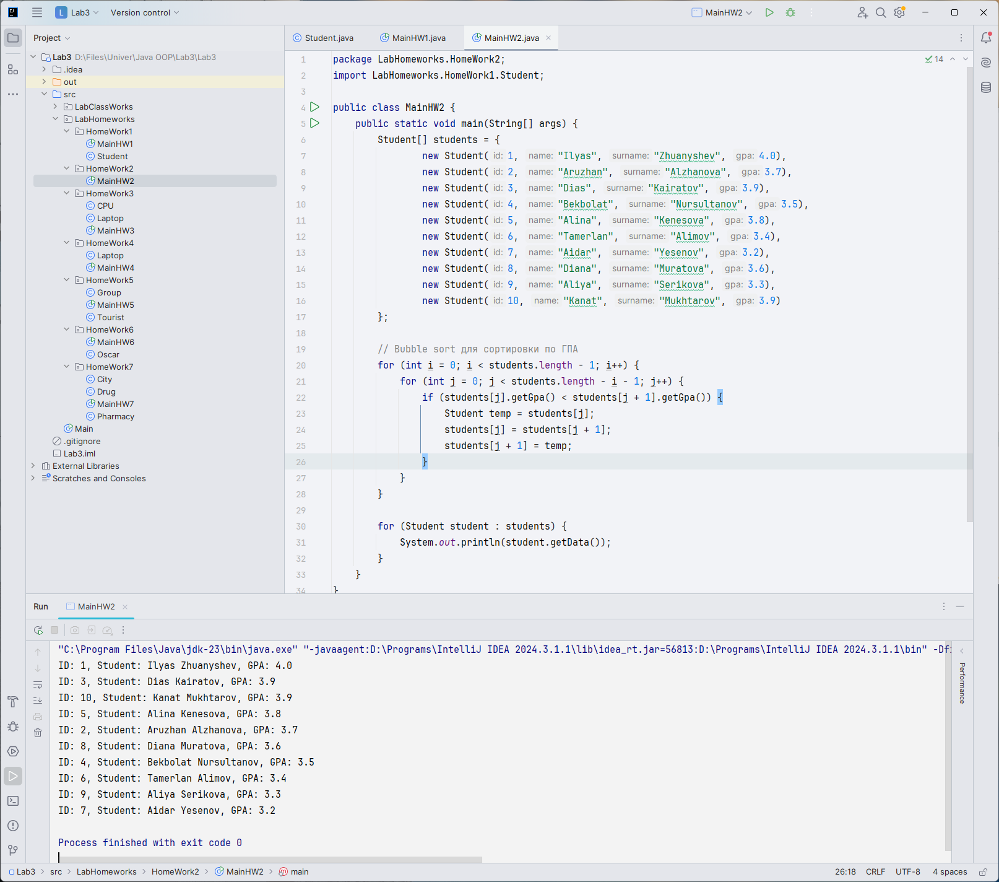 Lab3 Version control MainHW2
Project
Lab3 D:\Files\Univer\Java OOP\Lab3\Lab3
.idea
out
src
LabClassWorks
LabHomeworks
HomeWork1
MainHW1
Student
HomeWork2
MainHW2
HomeWork3
CPU
Laptop
MainHW3
HomeWork4
Laptop
MainHW4
HomeWork5
Group
MainHW5
Tourist
HomeWork6
MainHW6
Oscar
HomeWork7
City
Drug
MainHW7
Pharmacy
Main
.gitignore
Lab3.iml
External Libraries
Scratches and Consoles
Student.java MainHW1.java MainHW2.java
14
1 package LabHomeworks.HomeWork2;
2 import LabHomeworks.HomeWork1.Student;
3
4 public class MainHW2 {
5 public static void main(String[] args) {
6 Student[] students = {
7 new Student( id: 1, name: "Ilyas", surname: "Zhuanyshev", gpa: 4.0),
8 new Student( id: 2, name: "Aruzhan", surname: "Alzhanova", gpa: 3.7),
9 new Student( id: 3, name: "Dias", surname: "Kairatov", gpa: 3.9),
10 new Student( id: 4, name: "Bekbolat", surname: "Nursultanov", gpa: 3.5),
11 new Student( id: 5, name: "Alina", surname: "Kenesova", gpa: 3.8),
12 new Student( id: 6, name: "Tamerlan", surname: "Alimov", gpa: 3.4),
13 new Student( id: 7, name: "Aidar", surname: "Yesenov", gpa: 3.2),
14 new Student( id: 8, name: "Diana", surname: "Muratova", gpa: 3.6),
15 new Student( id: 9, name: "Aliya", surname: "Serikova", gpa: 3.3),
16 new Student( id: 10, name: "Kanat", surname: "Mukhtarov", gpa: 3.9)
17 };
18
19 // Bubble sort для сортировки по ГПА
20 for (int i = 0; i < students.length - 1; i++) {
21 for (int j = 0; j < students.length - i - 1; j++) {
22 if (students[j].getGpa() < students[j + 1].getGpa()) {
23 Student temp = students[j];
24 students[j] = students[j + 1];
25 students[j + 1] = temp;
26 }
27 }
28 }
29
30 for (Student student : students) {
31 System.out.println(student.getData());
32 }
33 }
34 }
Run MainHW2
"C:\Program Files\Java\jdk-23\bin\java.exe" "-javaagent:D:\Programs\IntelliJ IDEA 2024.3.1.1\lib\idea_rt.jar=56813:D:\Programs\IntelliJ IDEA 2024.3.1.1\bin" -Dfi
ID: 1, Student: Ilyas Zhuanyshev, GPA: 4.0
ID: 3, Student: Dias Kairatov, GPA: 3.9
ID: 10, Student: Kanat Mukhtarov, GPA: 3.9
ID: 5, Student: Alina Kenesova, GPA: 3.8
ID: 2, Student: Aruzhan Alzhanova, GPA: 3.7
ID: 8, Student: Diana Muratova, GPA: 3.6
ID: 4, Student: Bekbolat Nursultanov, GPA: 3.5
ID: 6, Student: Tamerlan Alimov, GPA: 3.4
ID: 9, Student: Aliya Serikova, GPA: 3.3
ID: 7, Student: Aidar Yesenov, GPA: 3.2
Process finished with exit code 0
Performance
Lab3 > src > LabHomeworks > HomeWork2 > MainHW2 > main 26:18 CRLF UTF-8 4 spaces